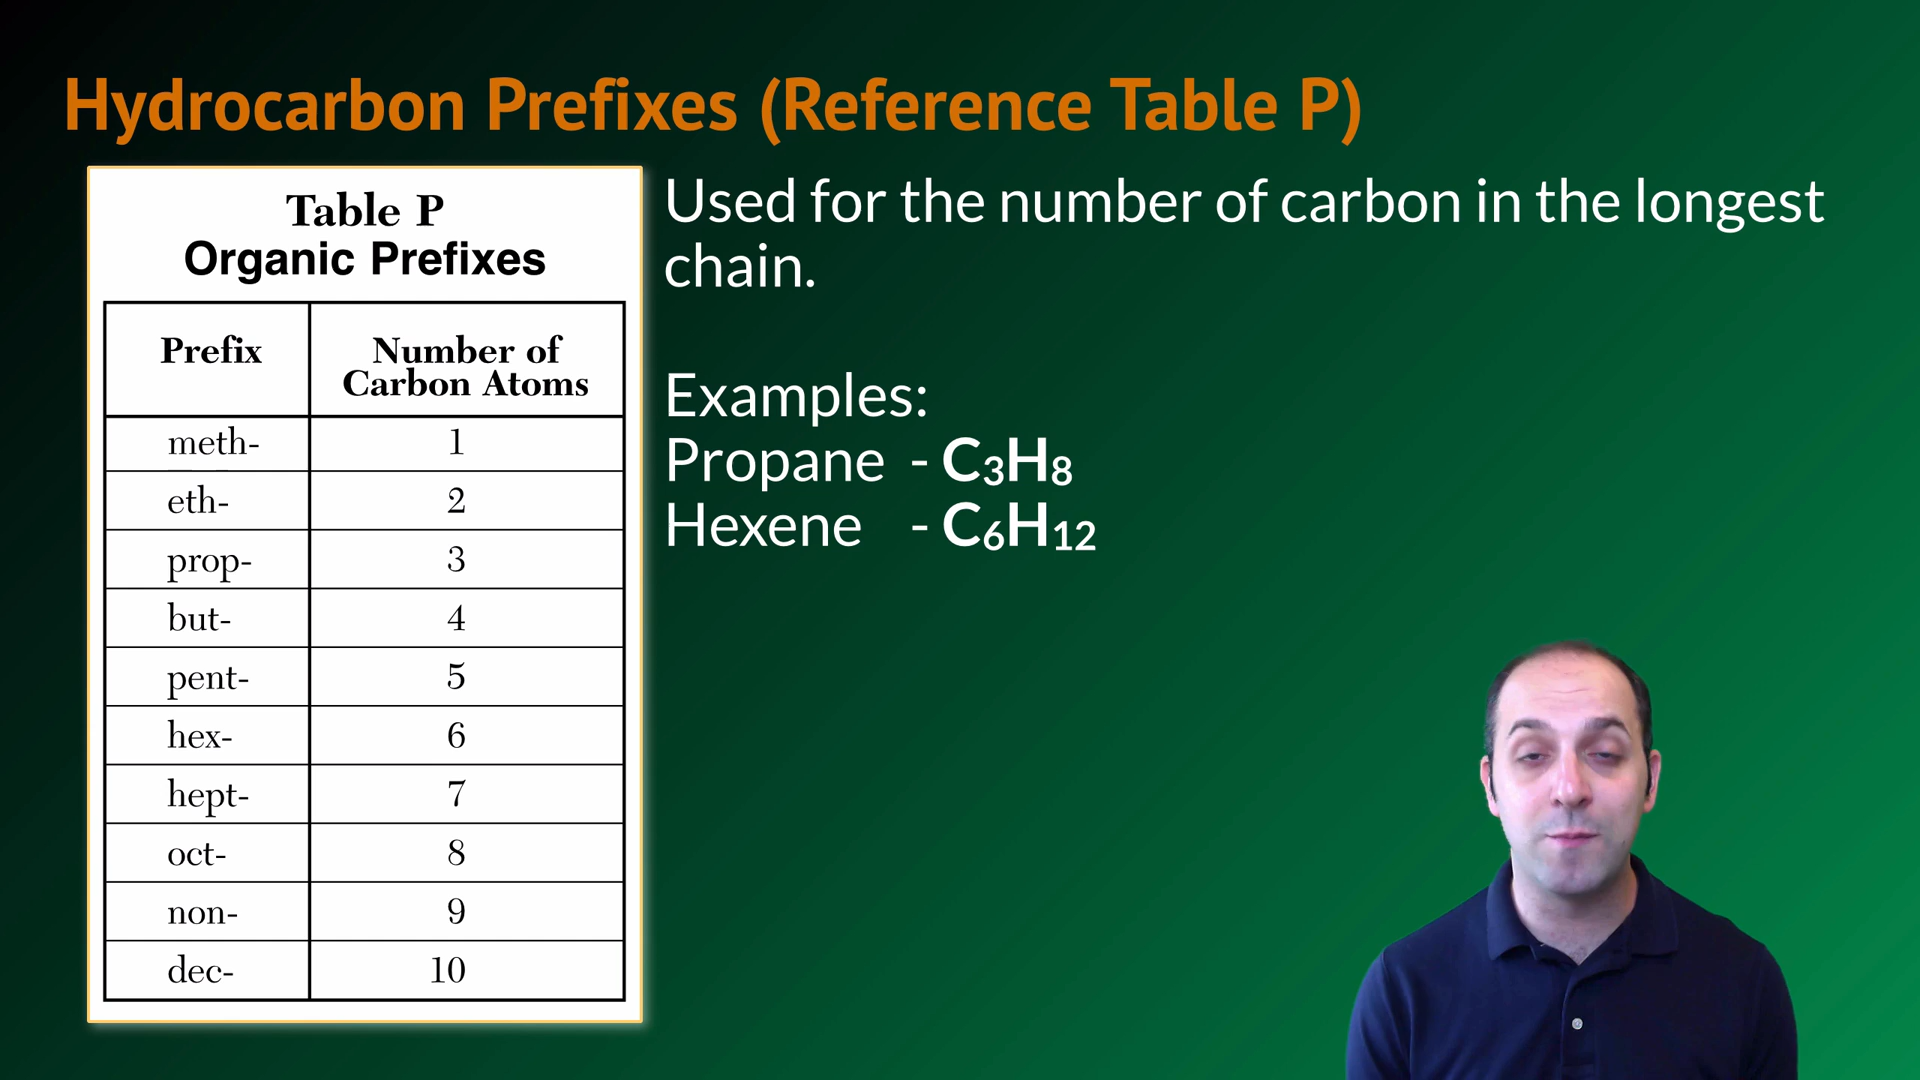 Hydrocarbon Prefixes (Reference Table P)
Table P
Organic Prefixes
Prefix
Number of
Carbon Atoms
meth- 1
eth- 2
prop- 3
but- 4
pent- 5
hex- 6
hept- 7
oct- 8
non- 9
dec- 10
Used for the number of carbon in the longest
chain.
Examples:
Propane - C₃H₈
Hexene - C₆H₁₂